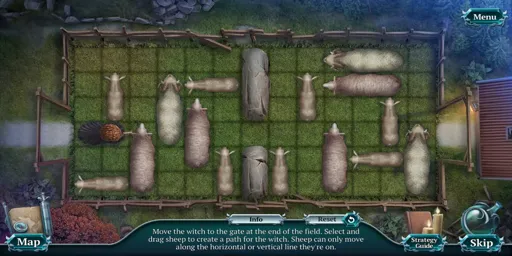 Menu
Info
Reset
Move the witch to the gate at the end of the field. Select and
drag sheep to create a path for the witch. Sheep can only move
along the horizontal or vertical line they're on.
Map
Strategy
Guide
Skip